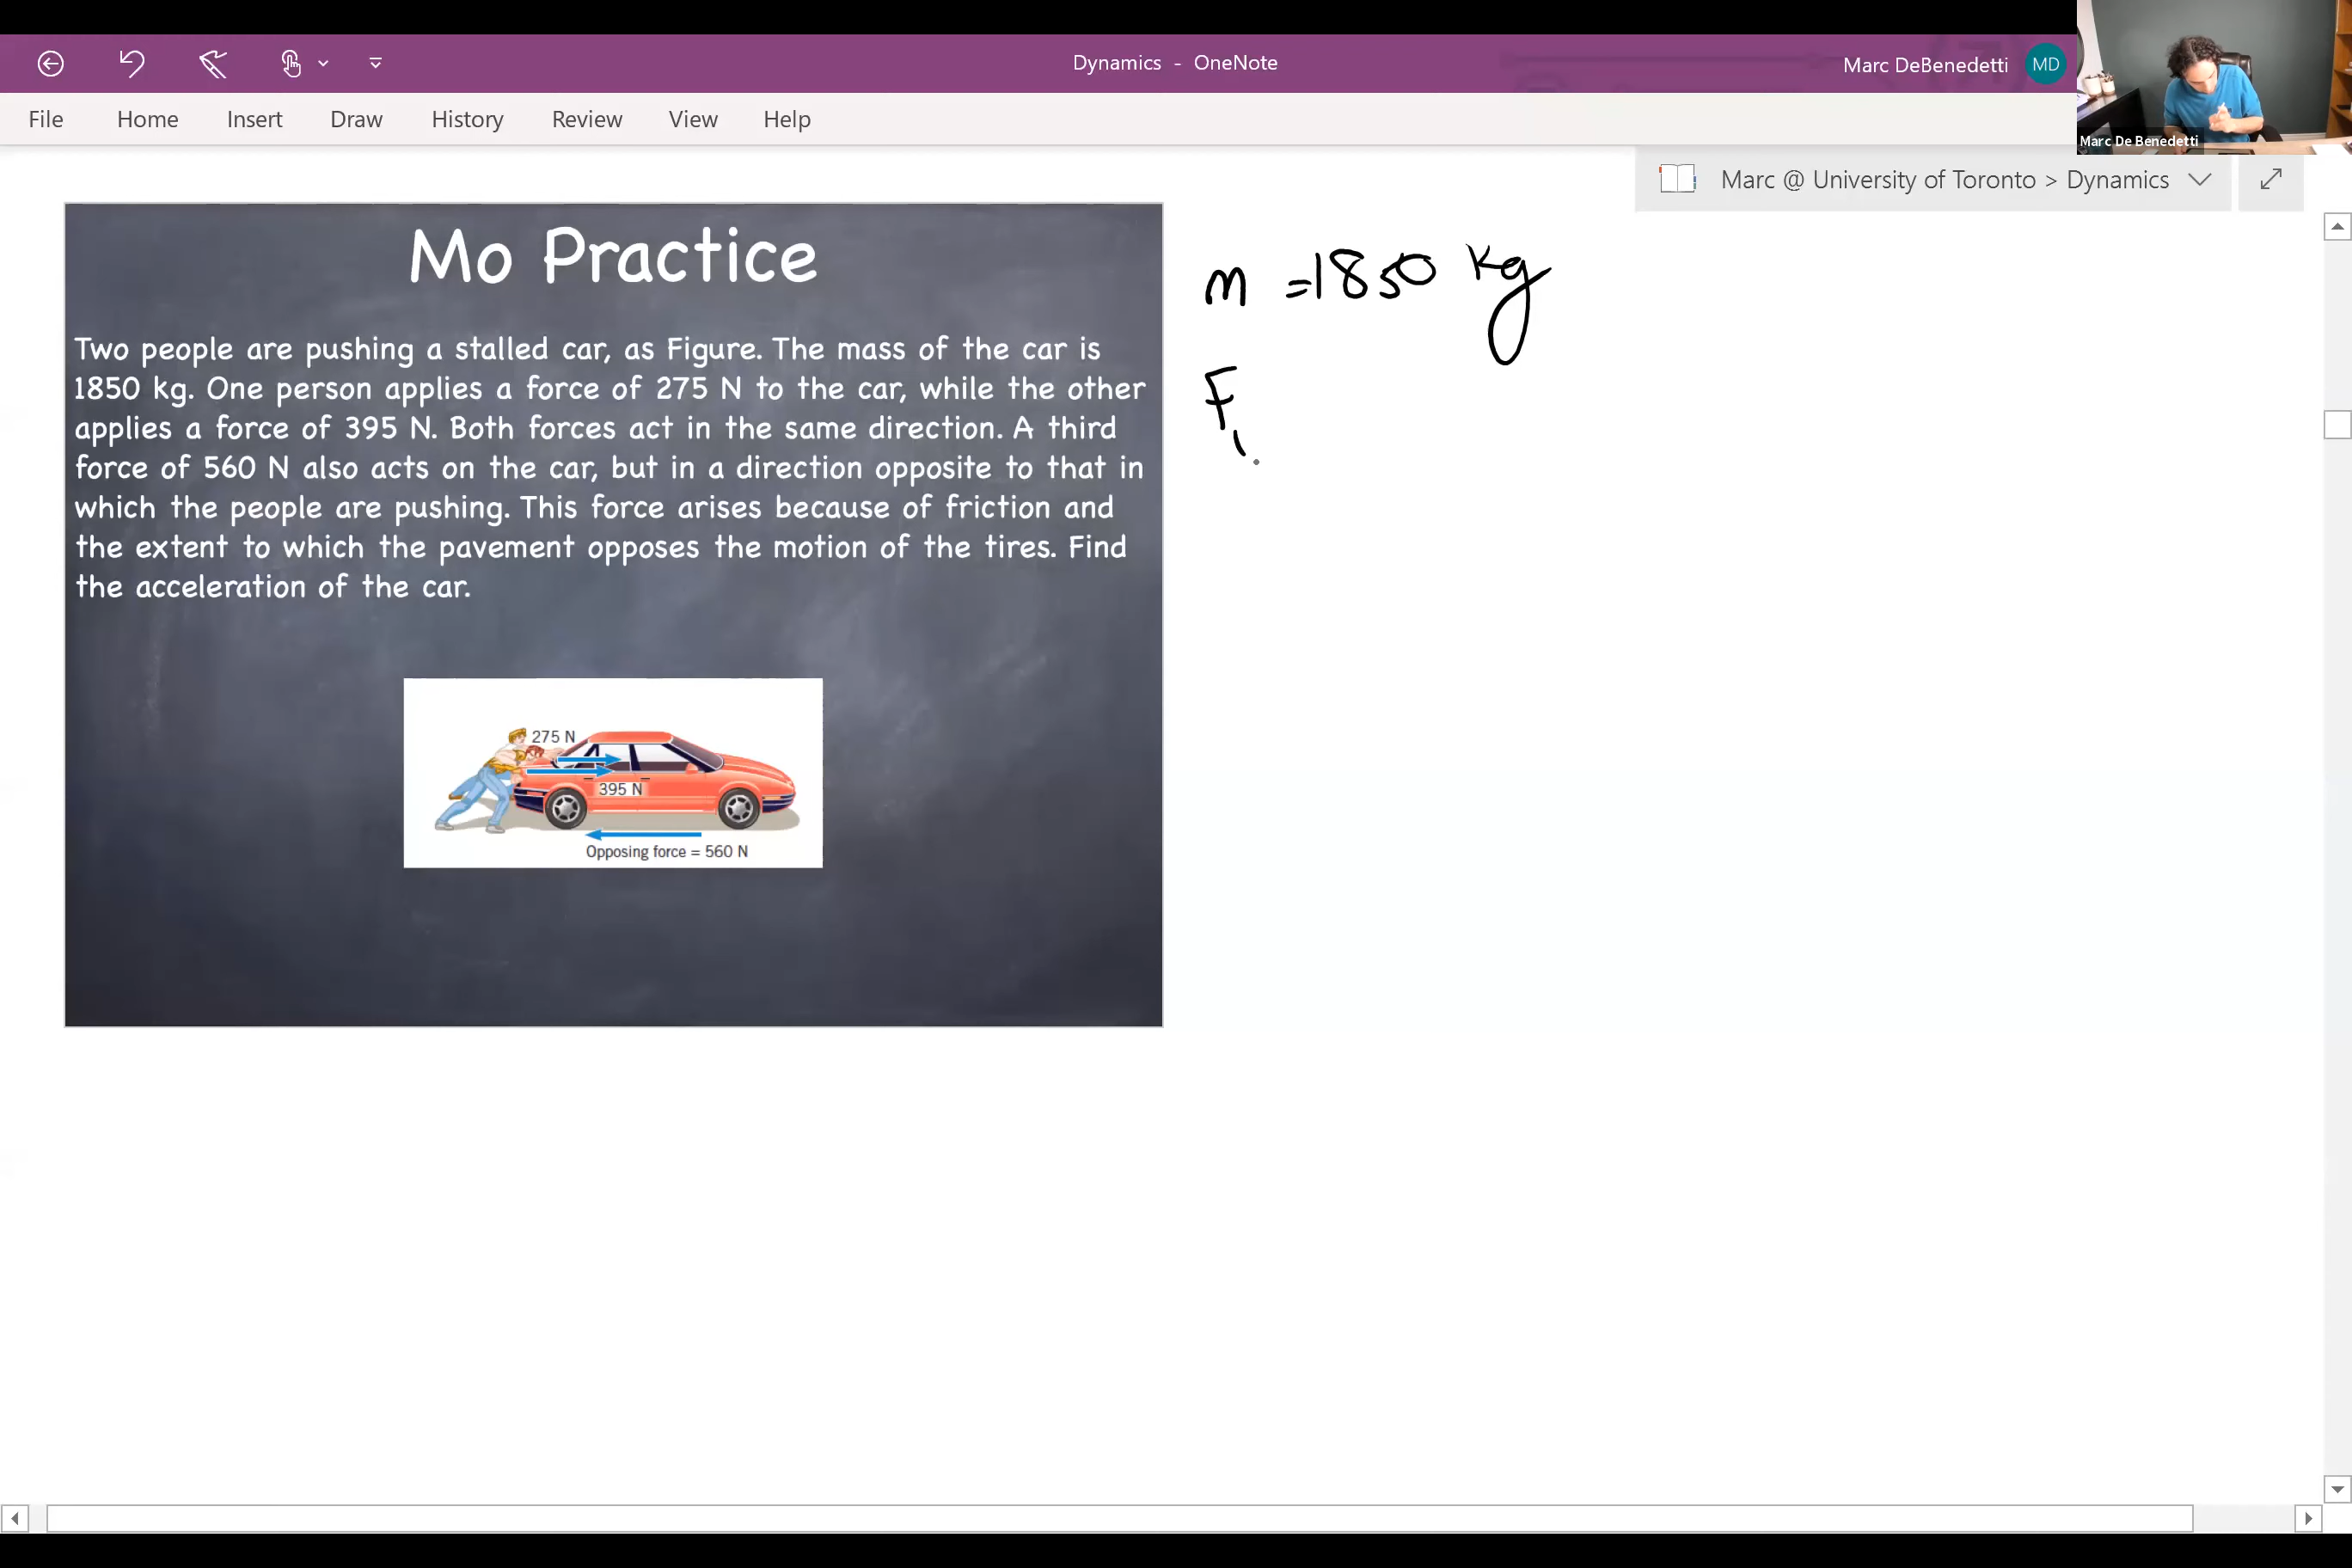 Dynamics - OneNote
Marc DeBenedetti MD
Marc De Benedetti
File Home Insert Draw History Review View Help
Marc @ University of Toronto > Dynamics
Mo Practice
Two people are pushing a stalled car, as Figure. The mass of the car is
1850 kg. One person applies a force of 275 N to the car, while the other
applies a force of 395 N. Both forces act in the same direction. A third
force of 560 N also acts on the car, but in a direction opposite to that in
which the people are pushing. This force arises because of friction and
the extent to which the pavement opposes the motion of the tires. Find
the acceleration of the car.
275 N
395 N
Opposing force = 560 N
m = 1850 kg
F1